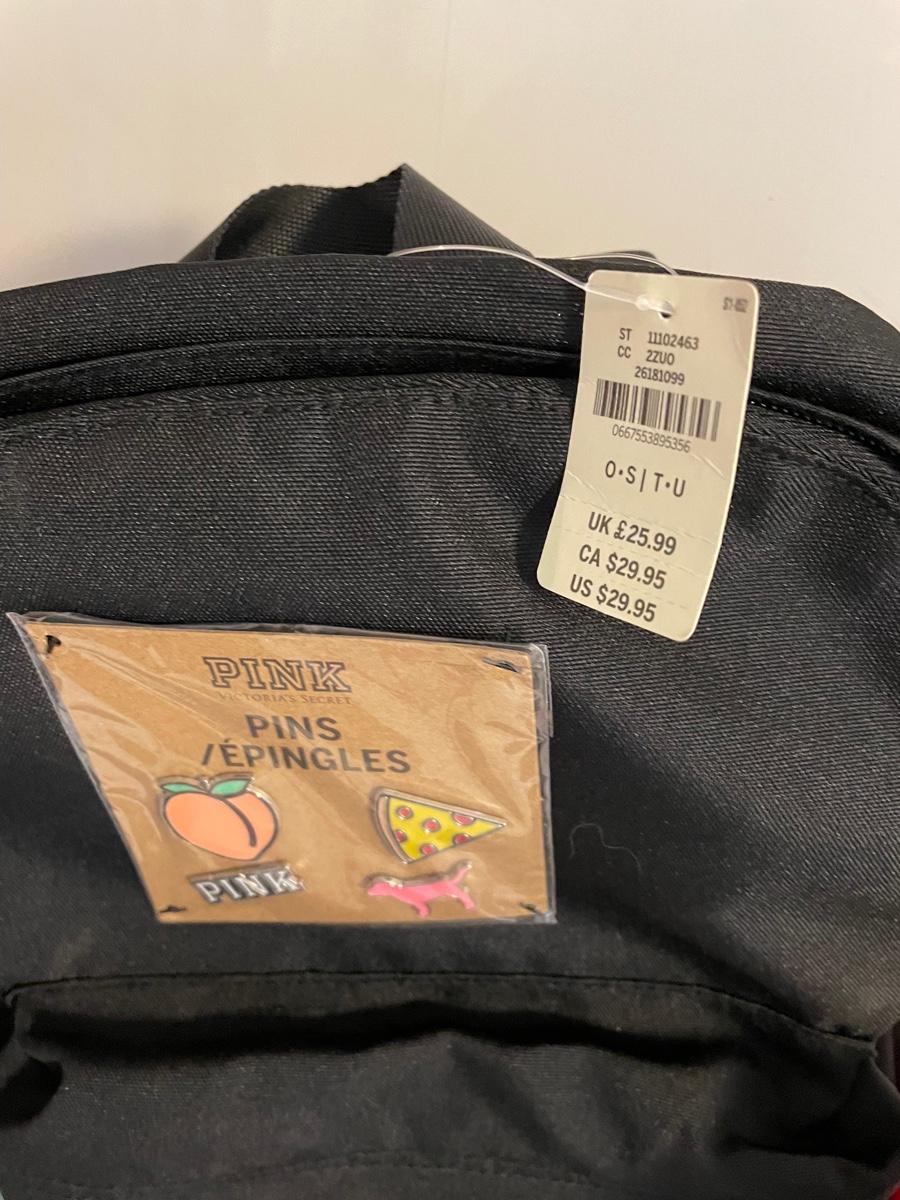 ST 11102463
CC 2ZUO
26181099
0667553895356
O•S|T•U
UK £25.99
CA $29.95
US $29.95
PINK
VICTORIA'S SECRET
PINS
/ÉPINGLES
PINK